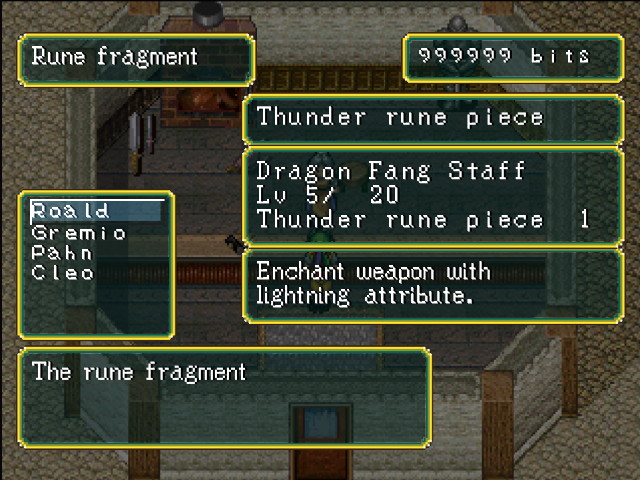 Rune fragment
999999 bits
Thunder rune piece
Dragon Fang Staff
Lv 5/ 20
Thunder rune piece 1
Roald
Gremio
Pahn
Cleo
Enchant weapon with
lightning attribute.
The rune fragment